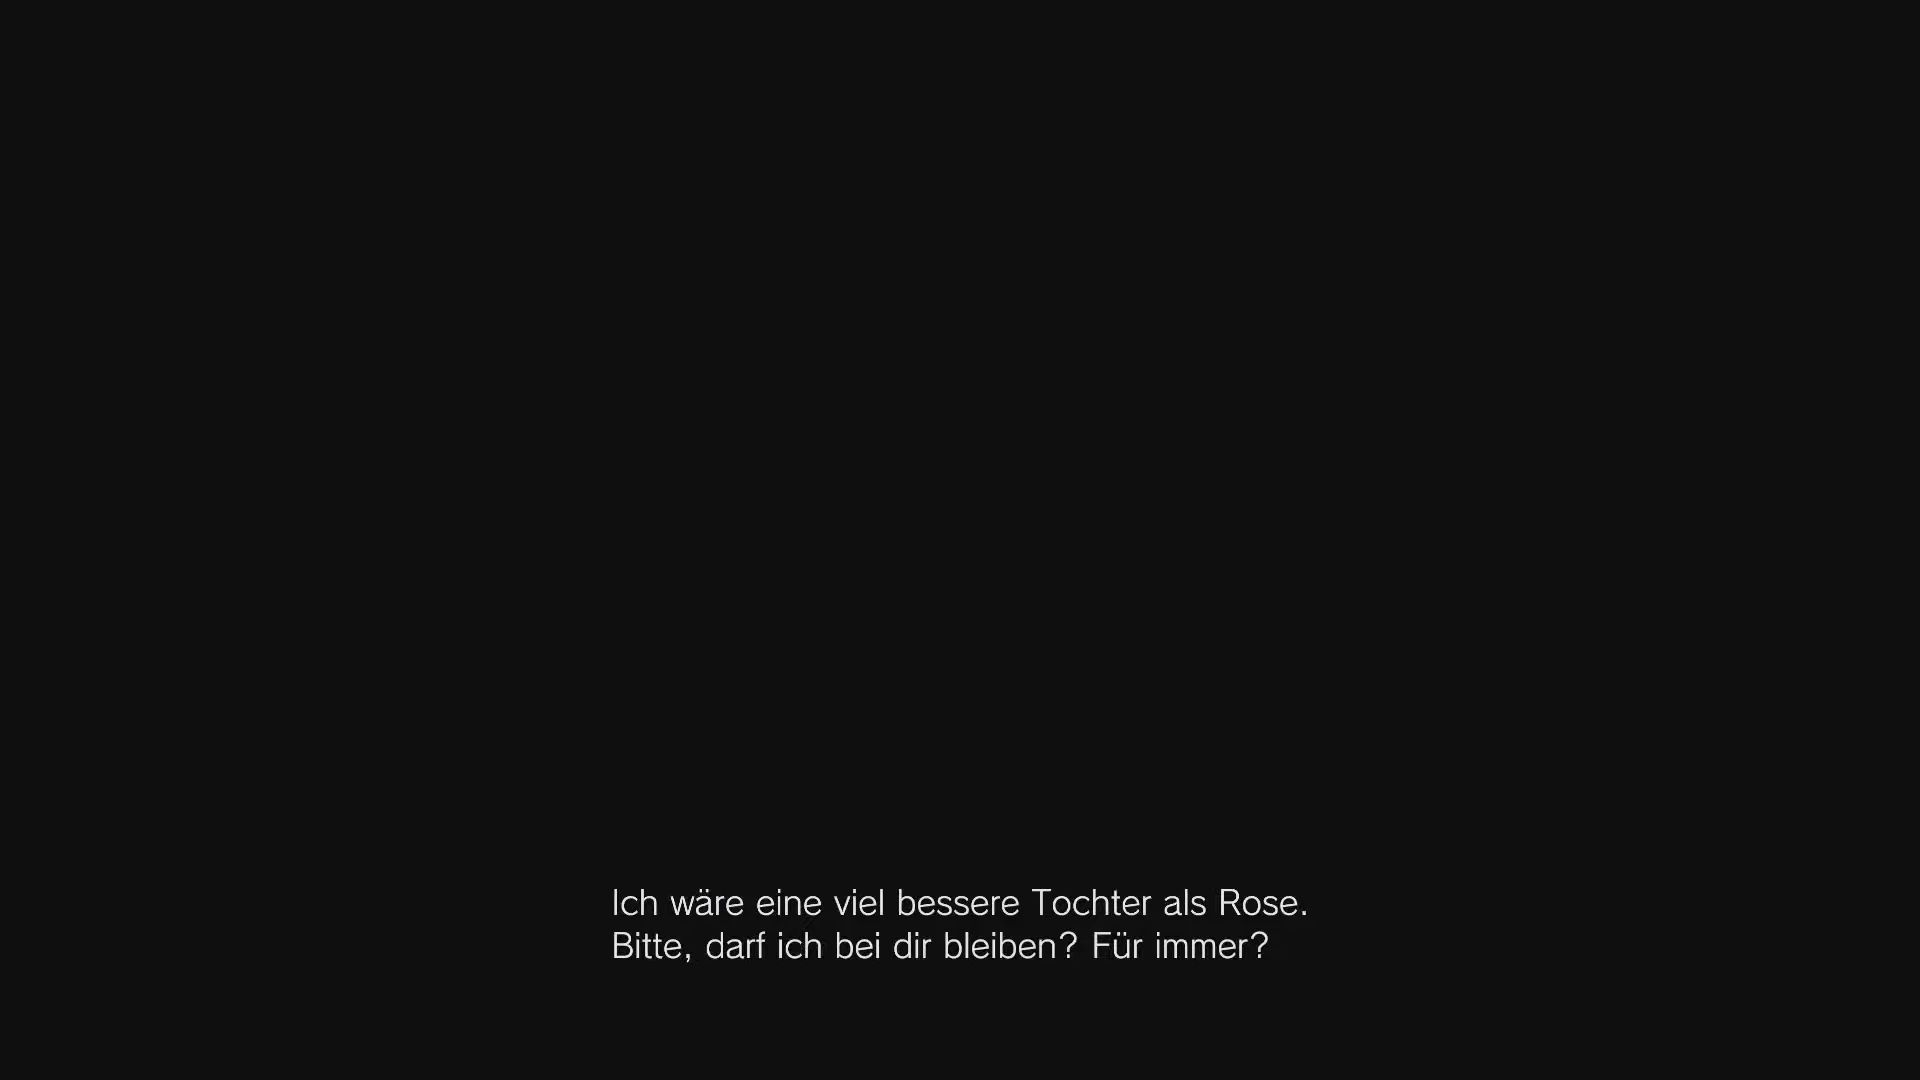 Ich wäre eine viel bessere Tochter als Rose.
Bitte, darf ich bei dir bleiben? Für immer?